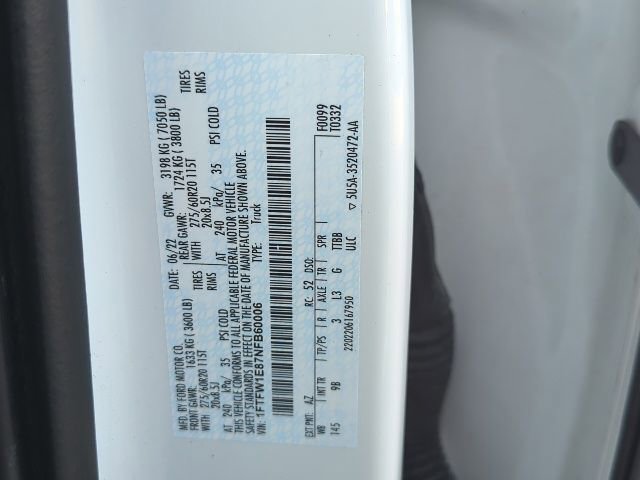 MFD. BY FORD MOTOR CO. DATE: 06/22 GVWR: 3198 KG ( 7050 LB)
FRONT GAWR: 1633 KG ( 3600 LB) REAR GAWR: 1724 KG ( 3800 LB)
WITH 275/60R20 115T TIRES WITH 275/60R20 115T TIRES
20x8.5J RIMS 20x8.5J RIMS
AT 240 kPa/ 35 PSI COLD AT 240 kPa/ 35 PSI COLD
THIS VEHICLE CONFORMS TO ALL APPLICABLE FEDERAL MOTOR VEHICLE
SAFETY STANDARDS IN EFFECT ON THE DATE OF MANUFACTURE SHOWN ABOVE.
VIN: 1FTFW1E87NFB60006 TYPE: Truck
F0099
T0332
EXT PNT: AZ RC: 52 DSO:
WB INT TR TP/PS R AXLE TR SPR
145 9B 3 L3 G TTBB
2202206167950 ULC ▽ 5U5A-3520472-AA